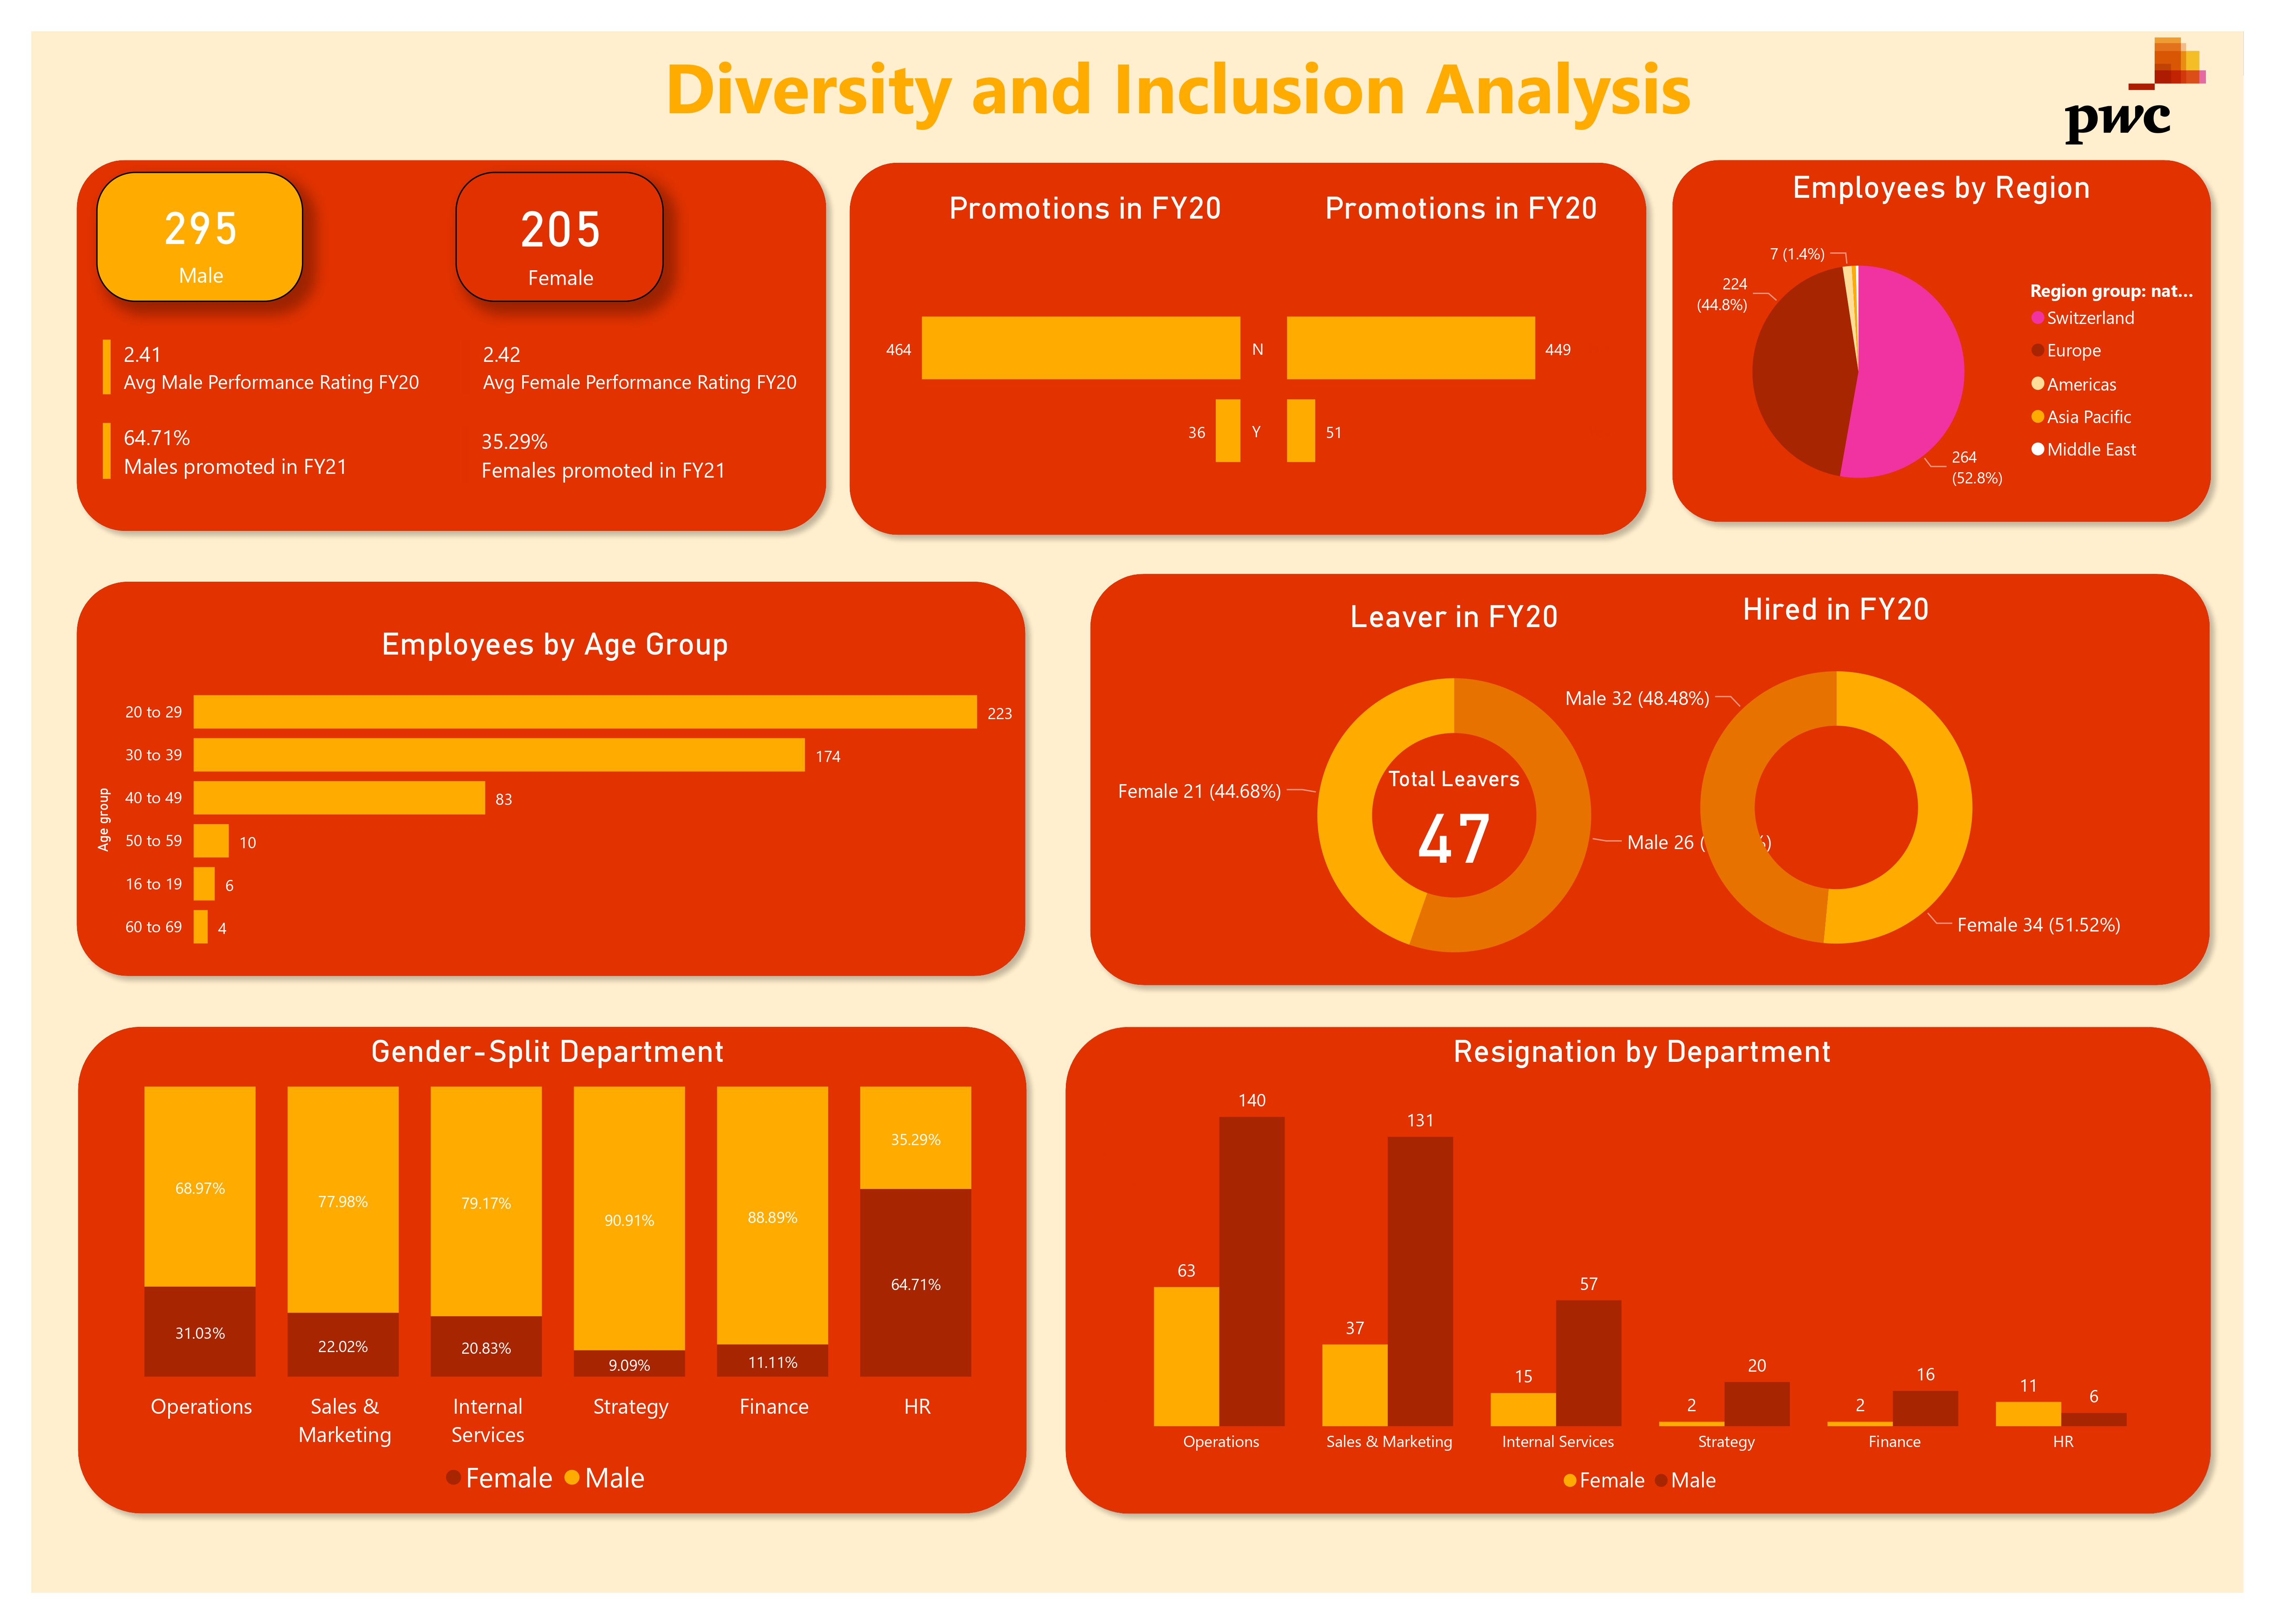 Diversity and Inclusion Analysis
pwc
295
Male
205
Female
2.41
Avg Male Performance Rating FY20
2.42
Avg Female Performance Rating FY20
64.71%
Males promoted in FY21
35.29%
Females promoted in FY21
Promotions in FY20
Promotions in FY20
464
N
449
36
Y
51
Employees by Region
7 (1.4%)
224
(44.8%)
264
(52.8%)
Region group: nat...
Switzerland
Europe
Americas
Asia Pacific
Middle East
Employees by Age Group
Age group
20 to 29
223
30 to 39
174
40 to 49
83
50 to 59
10
16 to 19
6
60 to 69
4
Leaver in FY20
Female 21 (44.68%)
Total Leavers
47
Male 26 (
%)
Hired in FY20
Male 32 (48.48%)
Female 34 (51.52%)
Gender-Split Department
68.97%
77.98%
79.17%
90.91%
88.89%
35.29%
31.03%
22.02%
20.83%
9.09%
11.11%
64.71%
Operations
Sales &
Marketing
Internal
Services
Strategy
Finance
HR
Female Male
Resignation by Department
63
140
37
131
15
57
2
20
2
16
11
6
Operations
Sales & Marketing
Internal Services
Strategy
Finance
HR
Female Male